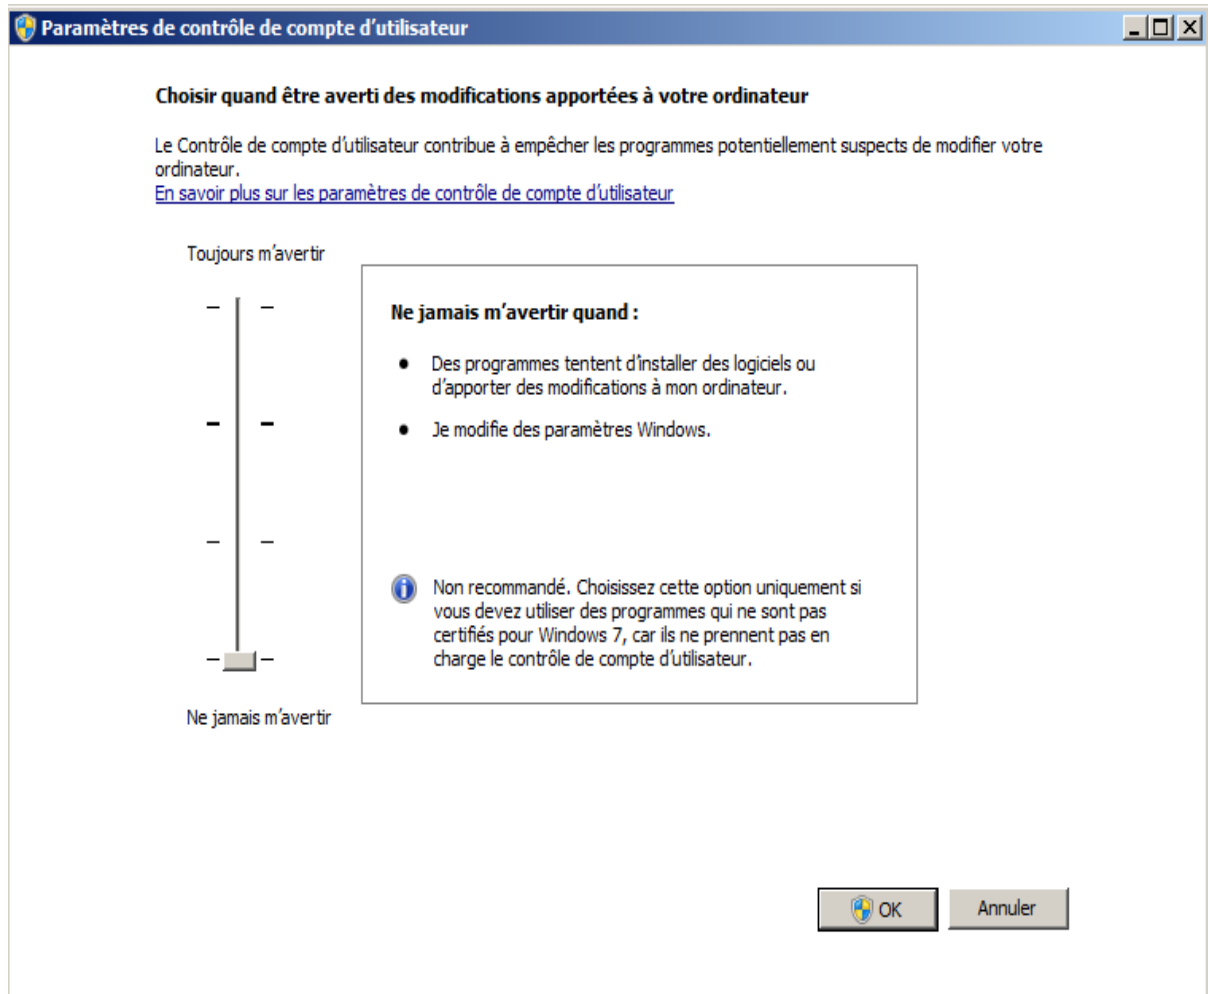 Paramètres de contrôle de compte d'utilisateur
Choisir quand être averti des modifications apportées à votre ordinateur
Le Contrôle de compte d'utilisateur contribue à empêcher les programmes potentiellement suspects de modifier votre
ordinateur.
En savoir plus sur les paramètres de contrôle de compte d'utilisateur
Toujours m'avertir
Ne jamais m'avertir quand :
• Des programmes tentent d'installer des logiciels ou
d'apporter des modifications à mon ordinateur.
• Je modifie des paramètres Windows.
Non recommandé. Choisissez cette option uniquement si
vous devez utiliser des programmes qui ne sont pas
certifiés pour Windows 7, car ils ne prennent pas en
charge le contrôle de compte d'utilisateur.
Ne jamais m'avertir
OK
Annuler